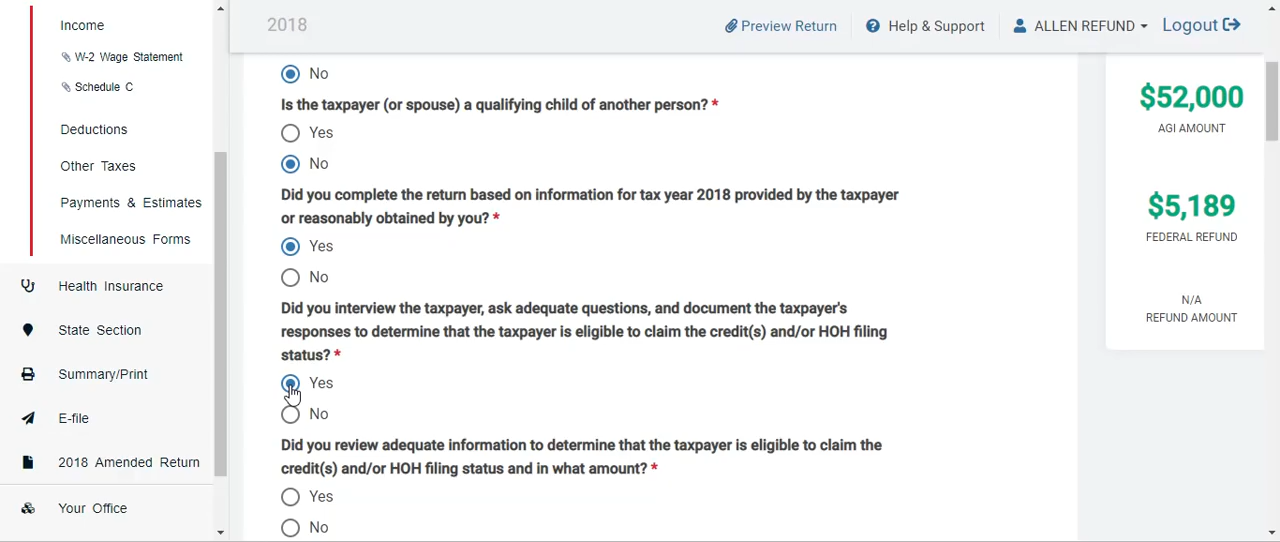 Income
W-2 Wage Statement
Schedule C
Deductions
Other Taxes
Payments & Estimates
Miscellaneous Forms
Health Insurance
State Section
Summary/Print
E-file
2018 Amended Return
Your Office
2018
Preview Return
Help & Support
ALLEN REFUND
Logout
No
Is the taxpayer (or spouse) a qualifying child of another person? *
Yes
No
Did you complete the return based on information for tax year 2018 provided by the taxpayer
or reasonably obtained by you? *
Yes
No
Did you interview the taxpayer, ask adequate questions, and document the taxpayer's
responses to determine that the taxpayer is eligible to claim the credit(s) and/or HOH filing
status? *
Yes
No
Did you review adequate information to determine that the taxpayer is eligible to claim the
credit(s) and/or HOH filing status and in what amount? *
Yes
No
$52,000
AGI AMOUNT
$5,189
FEDERAL REFUND
N/A
REFUND AMOUNT